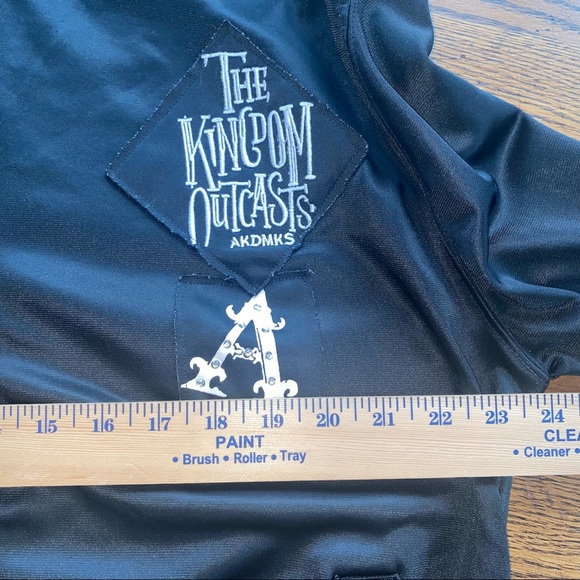 THE
KINGDOM
OUTCASTS.
AKDMKS
A
15 16 17 18 19 20 21 22 23 24
PAINT CLEA
• Brush • Roller • Tray • Cleaner •